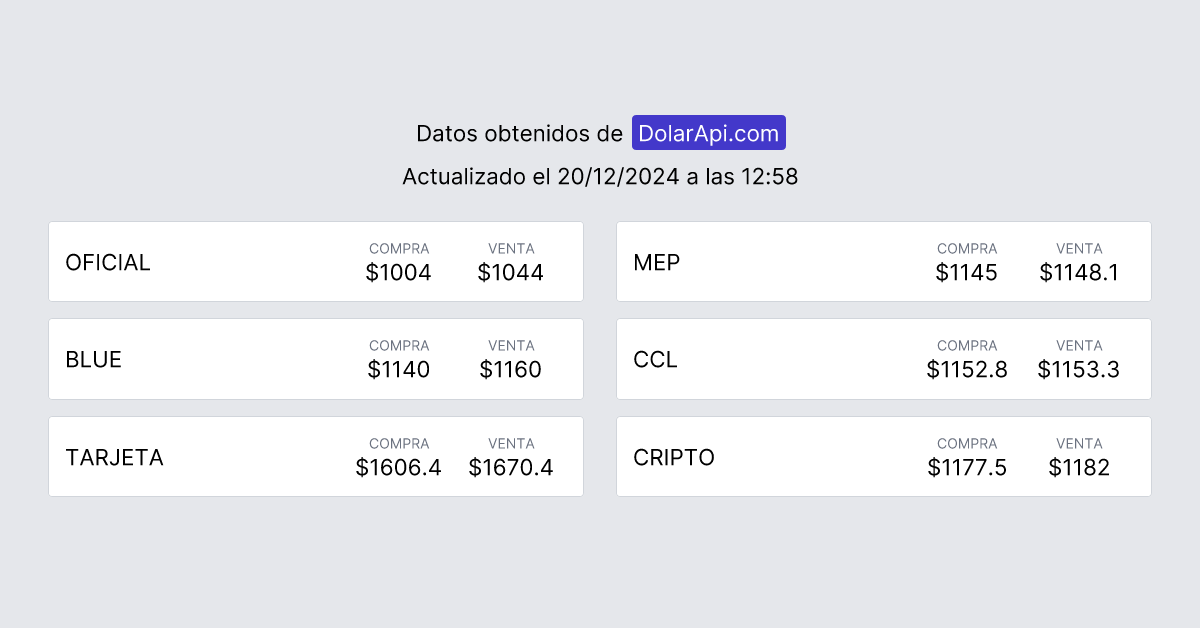 Datos obtenidos de DolarApi.com
Actualizado el 20/12/2024 a las 12:58
OFICIAL
COMPRA VENTA
$1004 $1044
MEP
COMPRA VENTA
$1145 $1148.1
BLUE
COMPRA VENTA
$1140 $1160
CCL
COMPRA VENTA
$1152.8 $1153.3
TARJETA
COMPRA VENTA
$1606.4 $1670.4
CRIPTO
COMPRA VENTA
$1177.5 $1182